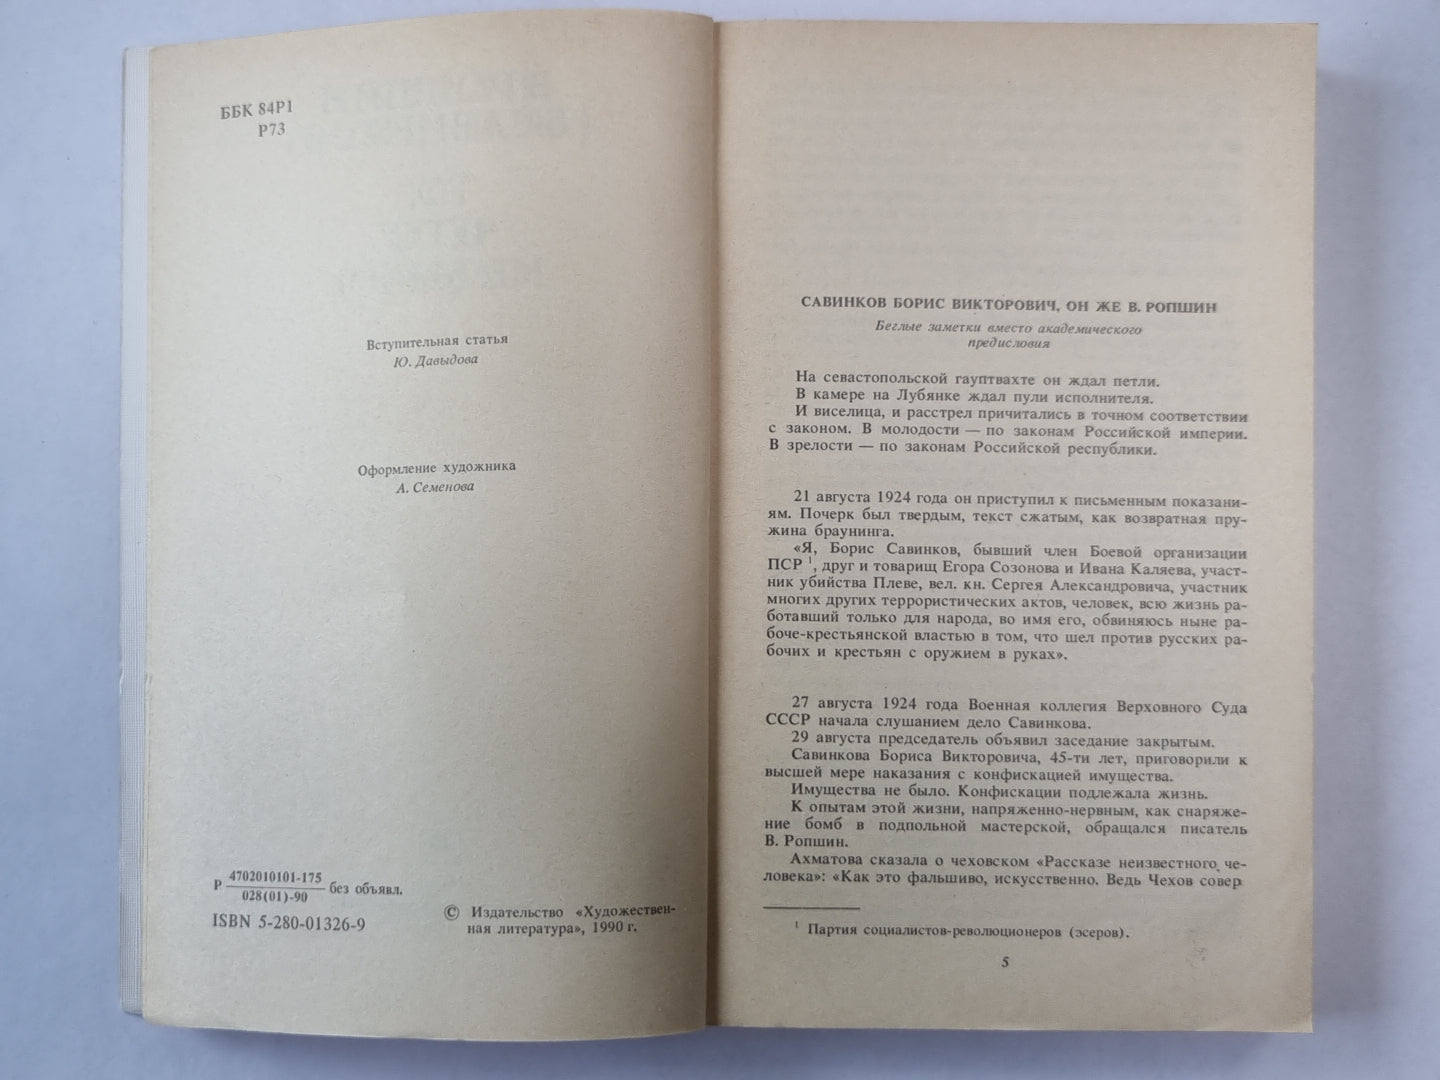 ББК 84Р1
Р73
Вступительная статья
Ю. Давыдова
Оформление художника
А. Семенова
Р 4702010101-175
028(01)-90 без объявл.
ISBN 5-280-01326-9
© Издательство «Художествен-
ная литература», 1990 г.
САВИНКОВ БОРИС ВИКТОРОВИЧ, ОН ЖЕ В. РОПШИН
Беглые заметки вместо академического
предисловия
На севастопольской гауптвахте он ждал петли.
В камере на Лубянке ждал пули исполнителя.
И виселица, и расстрел причитались в точном соответствии
с законом. В молодости — по законам Российской империи.
В зрелости — по законам Российской республики.
21 августа 1924 года он приступил к письменным показани-
ям. Почерк был твердым, текст сжатым, как возвратная пру-
жина браунинга.
«Я, Борис Савинков, бывший член Боевой организации
ПСР ¹, друг и товарищ Егора Созонова и Ивана Каляева, участ-
ник убийства Плеве, вел. кн. Сергея Александровича, участник
многих других террористических актов, человек, всю жизнь ра-
ботавший только для народа, во имя его, обвиняюсь ныне ра-
боче-крестьянской властью в том, что шел против русских ра-
бочих и крестьян с оружием в руках».
27 августа 1924 года Военная коллегия Верховного Суда
СССР начала слушанием дело Савинкова.
29 августа председатель объявил заседание закрытым.
Савинкова Бориса Викторовича, 45-ти лет, приговорили к
высшей мере наказания с конфискацией имущества.
Имущества не было. Конфискации подлежала жизнь.
К опытам этой жизни, напряженно-нервным, как снаряже-
ние бомб в подпольной мастерской, обращался писатель
В. Ропшин.
Ахматова сказала о чеховском «Рассказе неизвестного че-
ловека»: «Как это фальшиво, искусственно. Ведь Чехов совер
¹ Партия социалистов-революционеров (эсеров).
5